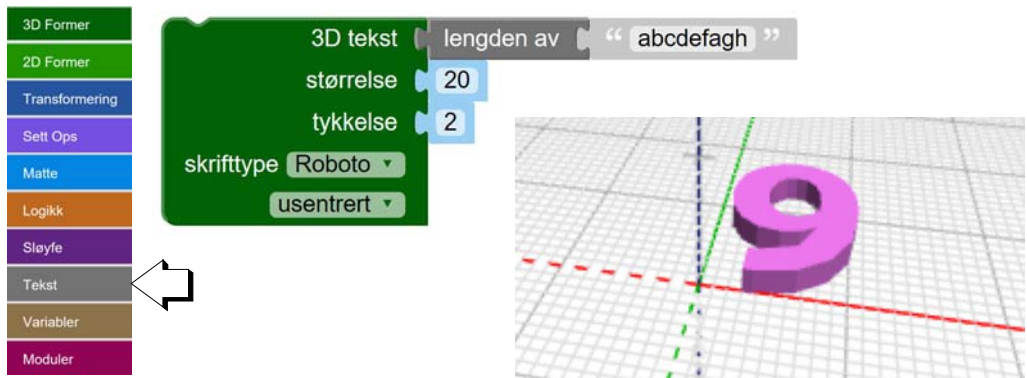 3D Former
2D Former
Transformering
Sett Ops
Matte
Logikk
Sløyfe
Tekst
Variabler
Moduler
3D tekst lengden av “ abcdefagh ”
størrelse 20
tykkelse 2
skrifttype Roboto
usentrert
9